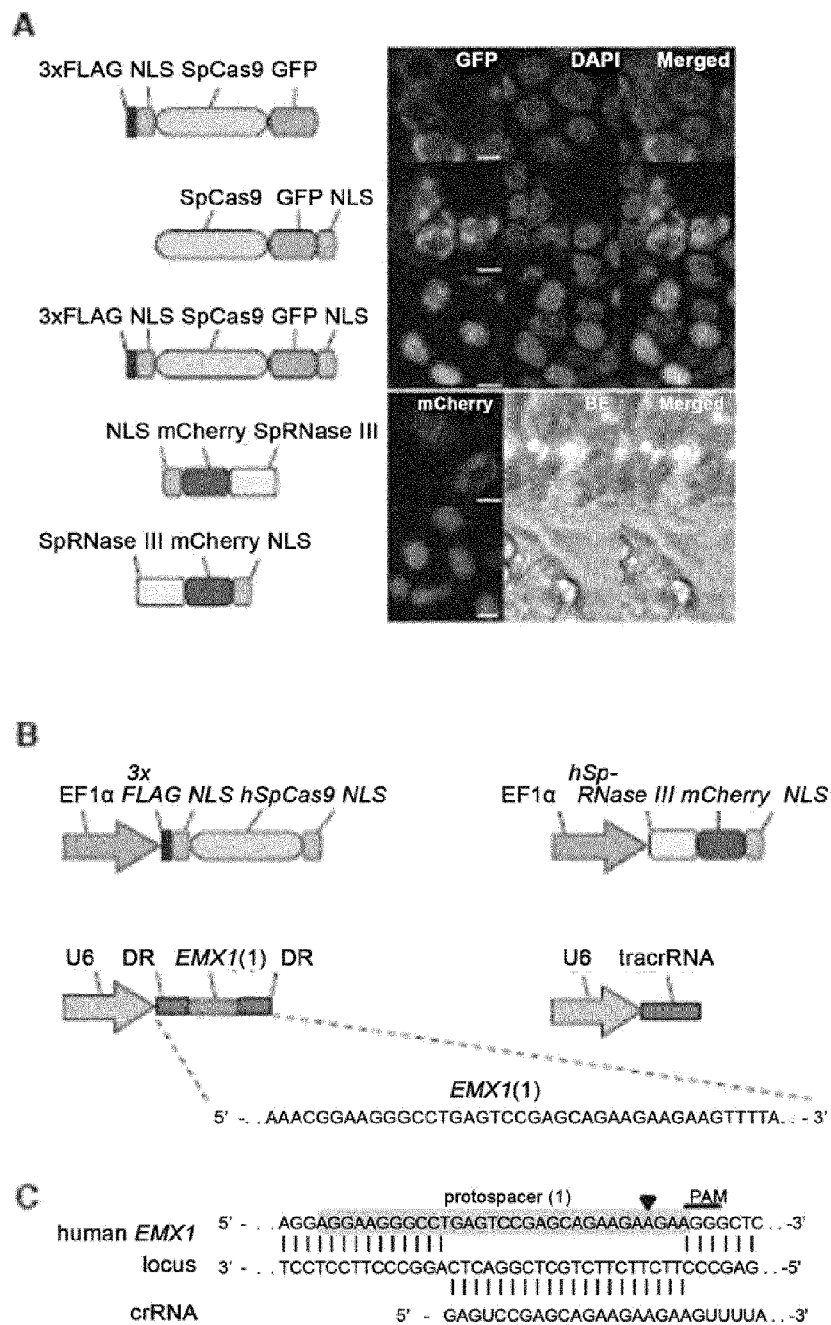 A
3xFLAG NLS SpCas9 GFP
GFP DAPI Merged
SpCas9 GFP NLS
3xFLAG NLS SpCas9 GFP NLS
NLS mCherry SpRNase III
mCherry BF Merged
SpRNase III mCherry NLS
B
3x
EF1α FLAG NLS hSpCas9 NLS
hSp-
EF1α RNase III mCherry NLS
U6 DR EMX1(1) DR
U6 tracrRNA
EMX1(1)
5' - . . AAACGGAAGGGCCTGAGTCCGAGCAGAAGAAGAAGTTTTA. . - 3'
C
protospacer (1) PAM
5' - . . AGGAGGAAGGGCCTGAGTCCGAGCAGAAGAAGAAGGGCTC. . -3'
human EMX1
locus
3' - . . TCCTCCTTCCCGGACTCAGGCTCGTCTTCTTCTTCCCGAG. . -5'
crRNA 5' - GAGUCCGAGCAGAAGAAGAAGUUUUA. . -3'